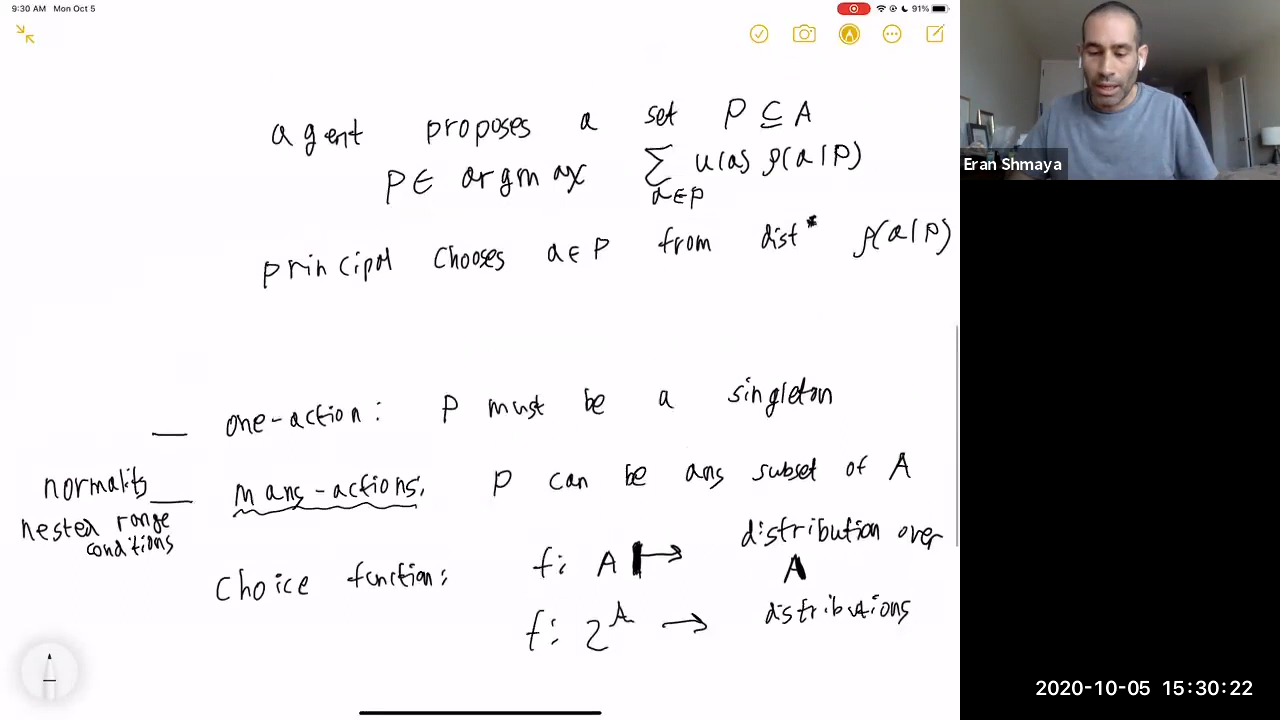 9:30 AM Mon Oct 5
91%
agent proposes a set P ⊆ A
P ∈ argmax ∑ u(a) ρ(a|P)
a∈P
principal chooses a ∈ P from dist* ρ(a|P)
Eran Shmaya
one-action: P must be a singleton
normality
many-actions. P can be any subset of A
nested range
conditions
distribution over
choice function: f: A ↦ A
f: 2^A → distributions
2020-10-05 15:30:22